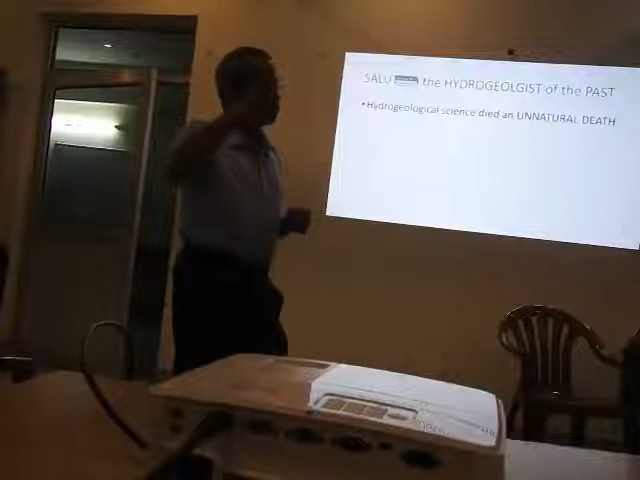 SALU the HYDROGEOLGIST of the PAST
• Hydrogeological science died an UNNATURAL DEATH